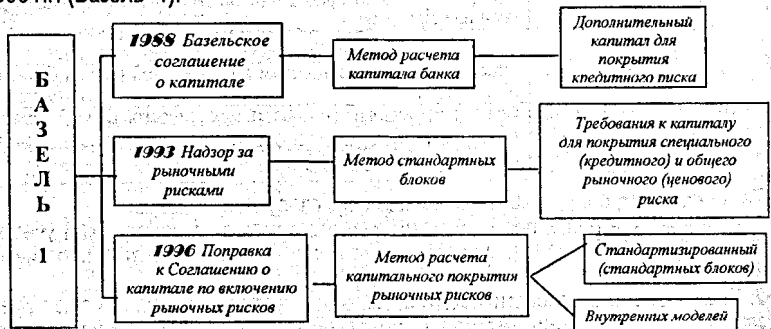 (Базель 1).
Б
А
З
Е
Л
Ь
1
1988 Базельское
соглашение
о капитале
Метод расчета
капитала банка
Дополнительный
капитал для
покрытия
кредитного риска
1993 Надзор за
рыночными
рисками
Метод стандартных
блоков
Требования к капиталу
для покрытия специального
(кредитного) и общего
рыночного (ценового)
риска
1996 Поправка
к Соглашению о
капитале по включению
рыночных рисков
Метод расчета
капитального покрытия
рыночных рисков
Стандартизированный
(стандартных блоков)
Внутренних моделей